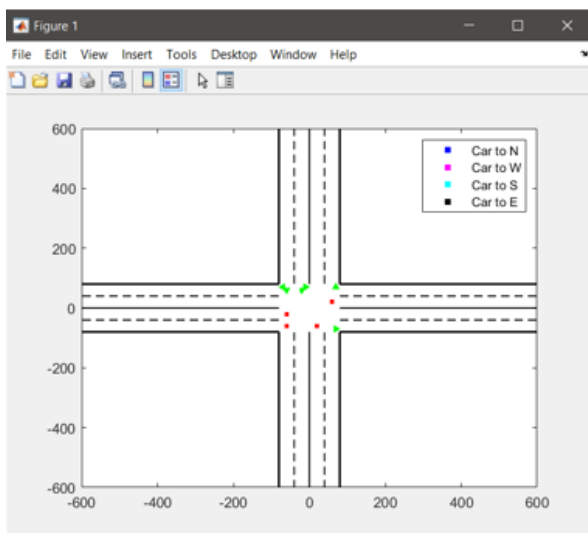 Figure 1
File Edit View Insert Tools Desktop Window Help
600
400
200
0
-200
-400
-600
-600 -400 -200 0 200 400 600
Car to N
Car to W
Car to S
Car to E